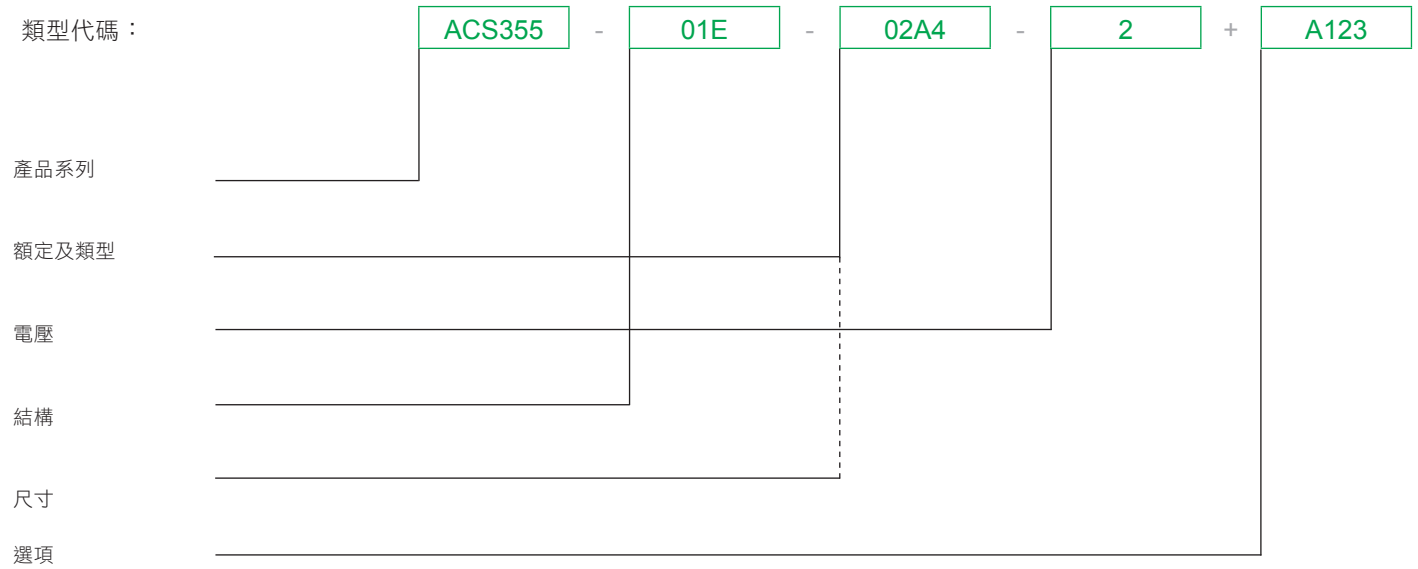 類型代碼： ACS355 - 01E - 02A4 - 2 + A123
產品系列
額定及類型
電壓
結構
尺寸
選項